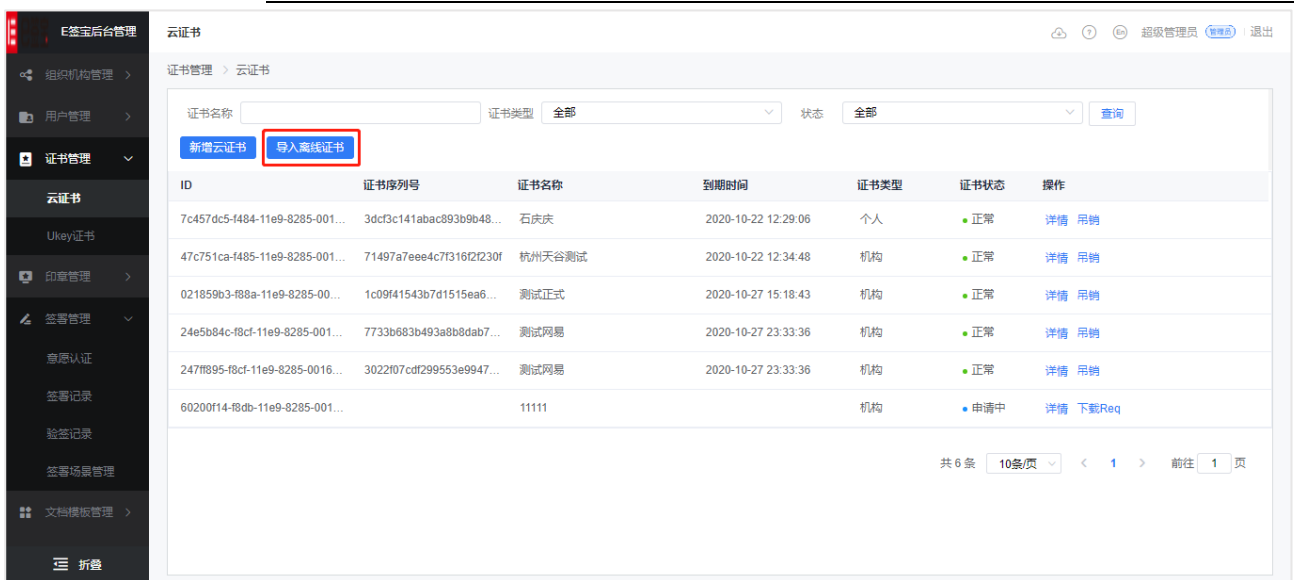 E签宝后台管理
云证书
En 超级管理员 管理员 退出
组织机构管理
证书管理 > 云证书
用户管理
证书名称 证书类型 全部 状态 全部 查询
证书管理
新增云证书 导入离线证书
云证书
ID 证书序列号 证书名称 到期时间 证书类型 证书状态 操作
7c457dc5-f484-11e9-8285-001... 3dcf3c141abac893b9b48... 石庆庆 2020-10-22 12:29:06 个人 正常 详情 吊销
Ukey证书
47c751ca-f485-11e9-8285-001... 71497a7eee4c7f316f2f230f 杭州天谷测试 2020-10-22 12:34:48 机构 正常 详情 吊销
印章管理
021859b3-f88a-11e9-8285-00... 1c09f41543b7d1515ea6... 测试正式 2020-10-27 15:18:43 机构 正常 详情 吊销
签署管理
24e5b84c-f8cf-11e9-8285-001... 7733b683b493a8b8dab7... 测试网易 2020-10-27 23:33:36 机构 正常 详情 吊销
意愿认证
247ff895-f8cf-11e9-8285-0016... 3022f07cdf299553e9947... 测试网易 2020-10-27 23:33:36 机构 正常 详情 吊销
签署记录
60200f14-f8db-11e9-8285-001... 11111 机构 申请中 详情 下载Req
验签记录
共 6 条 10条/页 < 1 > 前往 1 页
签署场景管理
文档模板管理
折叠